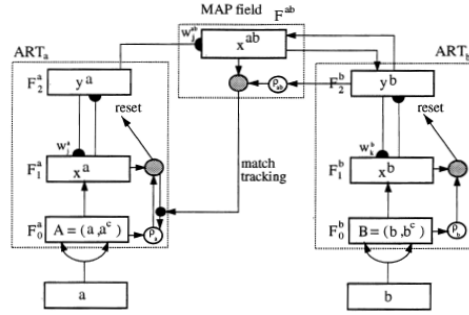 MAP field F^ab
w_j^ab
x^ab
ρ_ab
match
tracking
ART_a
F_2^a
y^a
reset
w_j^a
F_1^a
x^a
F_0^a
A = (a ,a^c )
ρ_a
a
ART_b
F_2^b
y^b
reset
w_k^b
F_1^b
x^b
F_0^b
B = (b , b^c )
ρ_b
b